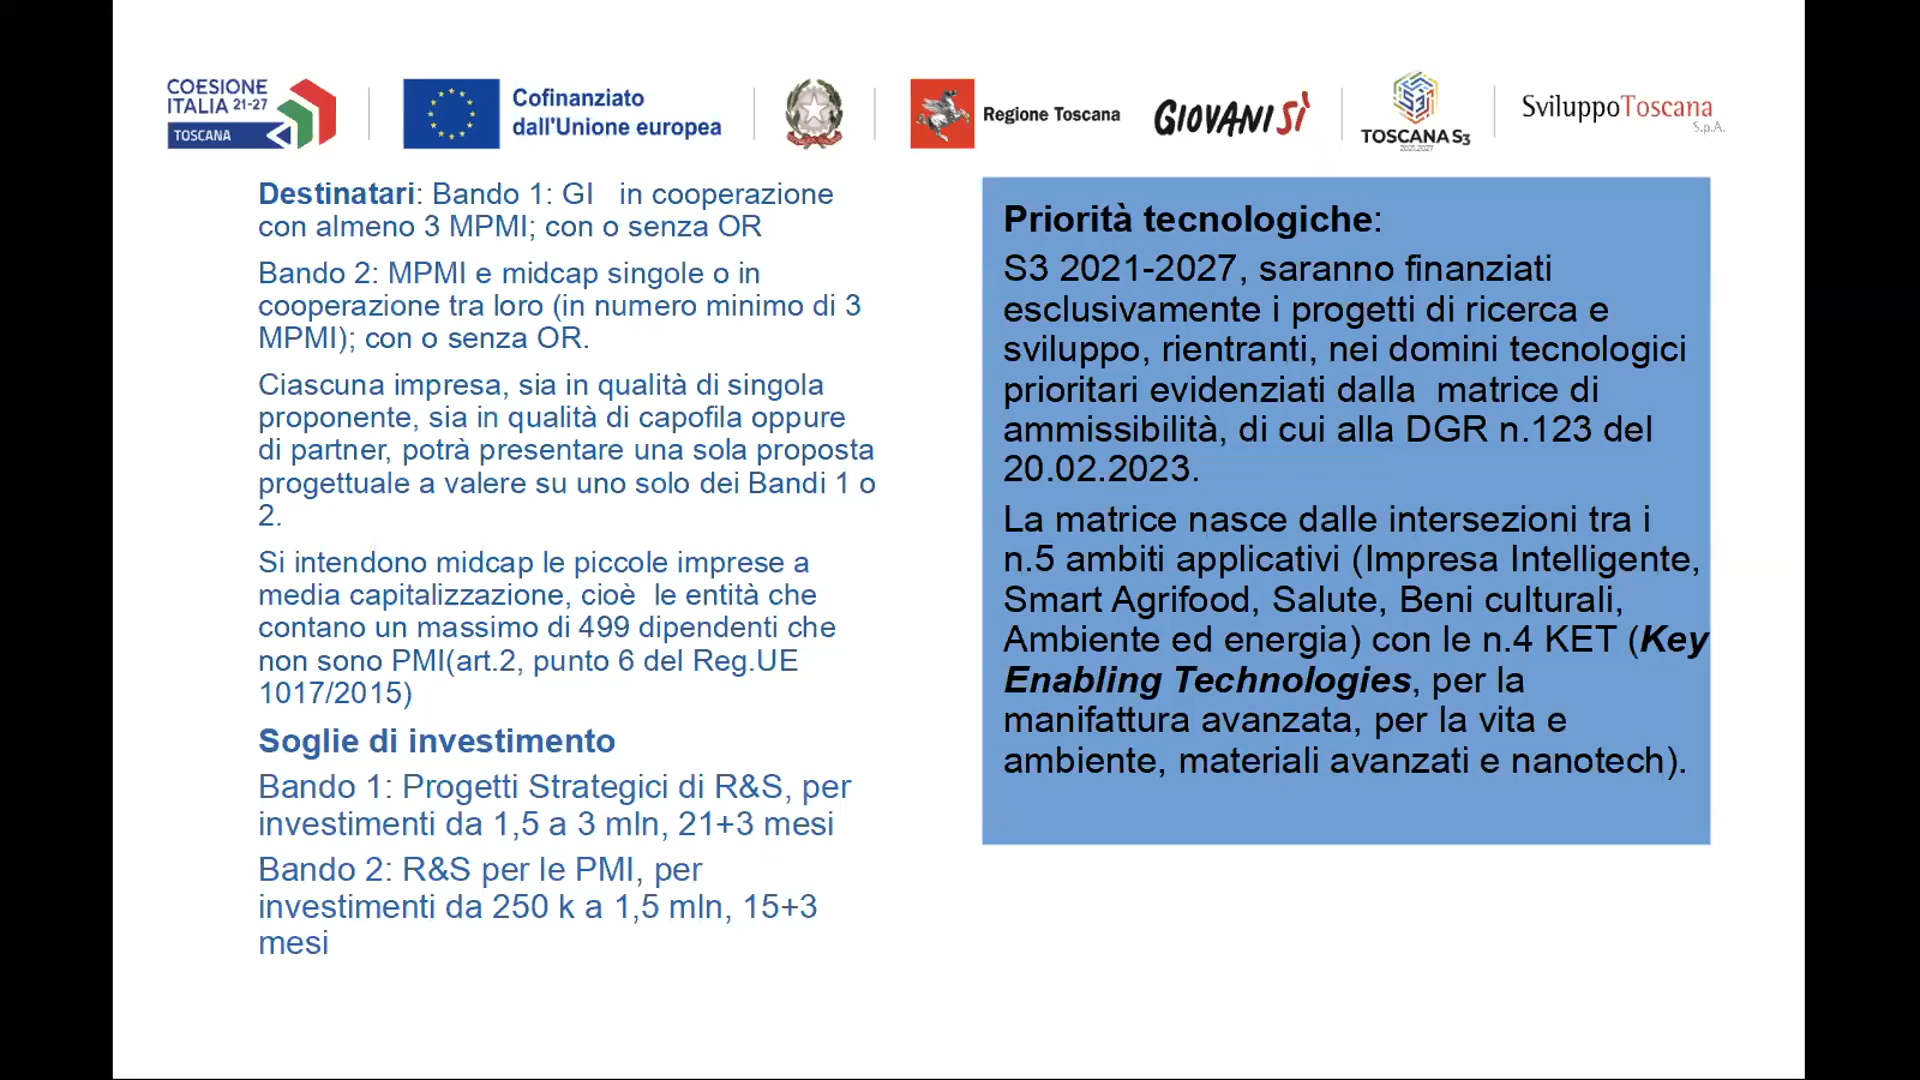 COESIONE
ITALIA 21-27
TOSCANA
Cofinanziato
dall'Unione europea
Regione Toscana
GIOVANISÌ
TOSCANA S3
2021.2027
SviluppoToscana
S.p.A.
Destinatari: Bando 1: GI in cooperazione
con almeno 3 MPMI; con o senza OR
Bando 2: MPMI e midcap singole o in
cooperazione tra loro (in numero minimo di 3
MPMI); con o senza OR.
Ciascuna impresa, sia in qualità di singola
proponente, sia in qualità di capofila oppure
di partner, potrà presentare una sola proposta
progettuale a valere su uno solo dei Bandi 1 o
2.
Si intendono midcap le piccole imprese a
media capitalizzazione, cioè le entità che
contano un massimo di 499 dipendenti che
non sono PMI(art.2, punto 6 del Reg.UE
1017/2015)
Soglie di investimento
Bando 1: Progetti Strategici di R&S, per
investimenti da 1,5 a 3 mln, 21+3 mesi
Bando 2: R&S per le PMI, per
investimenti da 250 k a 1,5 mln, 15+3
mesi
Priorità tecnologiche:
S3 2021-2027, saranno finanziati
esclusivamente i progetti di ricerca e
sviluppo, rientranti, nei domini tecnologici
prioritari evidenziati dalla matrice di
ammissibilità, di cui alla DGR n.123 del
20.02.2023.
La matrice nasce dalle intersezioni tra i
n.5 ambiti applicativi (Impresa Intelligente,
Smart Agrifood, Salute, Beni culturali,
Ambiente ed energia) con le n.4 KET (Key
Enabling Technologies, per la
manifattura avanzata, per la vita e
ambiente, materiali avanzati e nanotech).